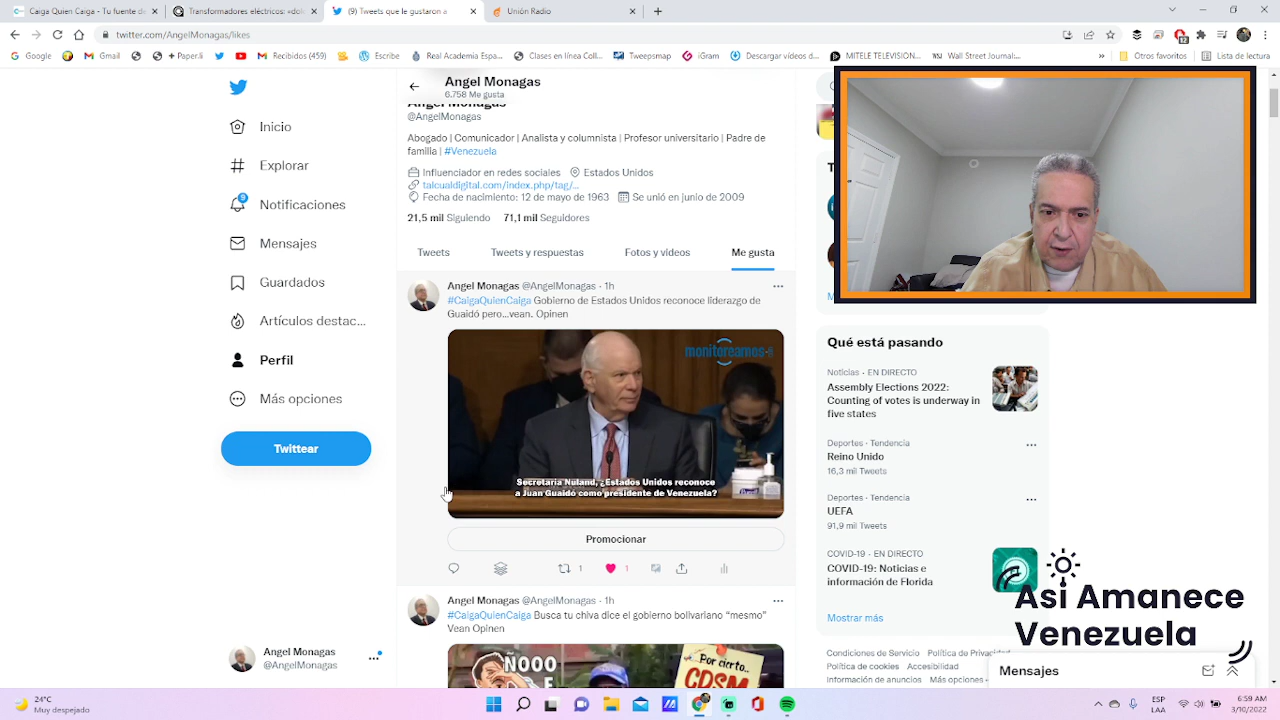 Caiga Quien Caiga - Tu fuente de
Transformadores eléctricos: «pol
(9) Tweets que le gustaron a
Unión Radio
twitter.com/AngelMonagas/likes
Google
Gmail
Paper.li
Recibidos (459)
Escribe
Real Academia Espa...
Clases en línea Coll...
Tweepsmap
iGram
Descargar vídeos d...
MITELE TELEVISION...
Wall Street Journal...
»
Otros favoritos
Lista de lectura
Inicio
Explorar
9
Notificaciones
Mensajes
Guardados
Artículos destac...
Perfil
Más opciones
Twittear
Angel Monagas
@AngelMonagas
Angel Monagas
6.758 Me gusta
Angel Monagas
@AngelMonagas
Abogado | Comunicador | Analista y columnista | Profesor universitario | Padre de
familia | #Venezuela
Influenciador en redes sociales Estados Unidos
talcualdigital.com/index.php/tag/...
Fecha de nacimiento: 12 de mayo de 1963 Se unió en junio de 2009
21,5 mil Siguiendo 71,1 mil Seguidores
Tweets Tweets y respuestas Fotos y videos Me gusta
Angel Monagas @AngelMonagas · 1h
#CaigaQuienCaiga Gobierno de Estados Unidos reconoce liderazgo de
Guaidó pero...vean. Opinen
monitoreamos
Secretaria Nuland, ¿Estados Unidos reconoce
a Juan Guaidó como presidente de Venezuela?
Promocionar
1
1
Angel Monagas @AngelMonagas · 1h
#CaigaQuienCaiga Busca tu chiva dice el gobierno bolivariano “mesmo”
Vean Opinen
NOOO
Por cierto..
CDSM
Qué está pasando
Noticias · EN DIRECTO
Assembly Elections 2022:
Counting of votes is underway in
five states
Deportes · Tendencia
Reino Unido
16,3 mil Tweets
Deportes · Tendencia
UEFA
91,9 mil Tweets
COVID-19 · EN DIRECTO
COVID-19: Noticias e
información de Florida
Mostrar más
Condiciones de Servicio Política de Privacidad
Política de cookies Accesibilidad
Información de anuncios Más opciones
Asi Amanece
Venezuela
Mensajes
24°C
Muy despejado
ESP
LAA
6:59 AM
10/3/2022